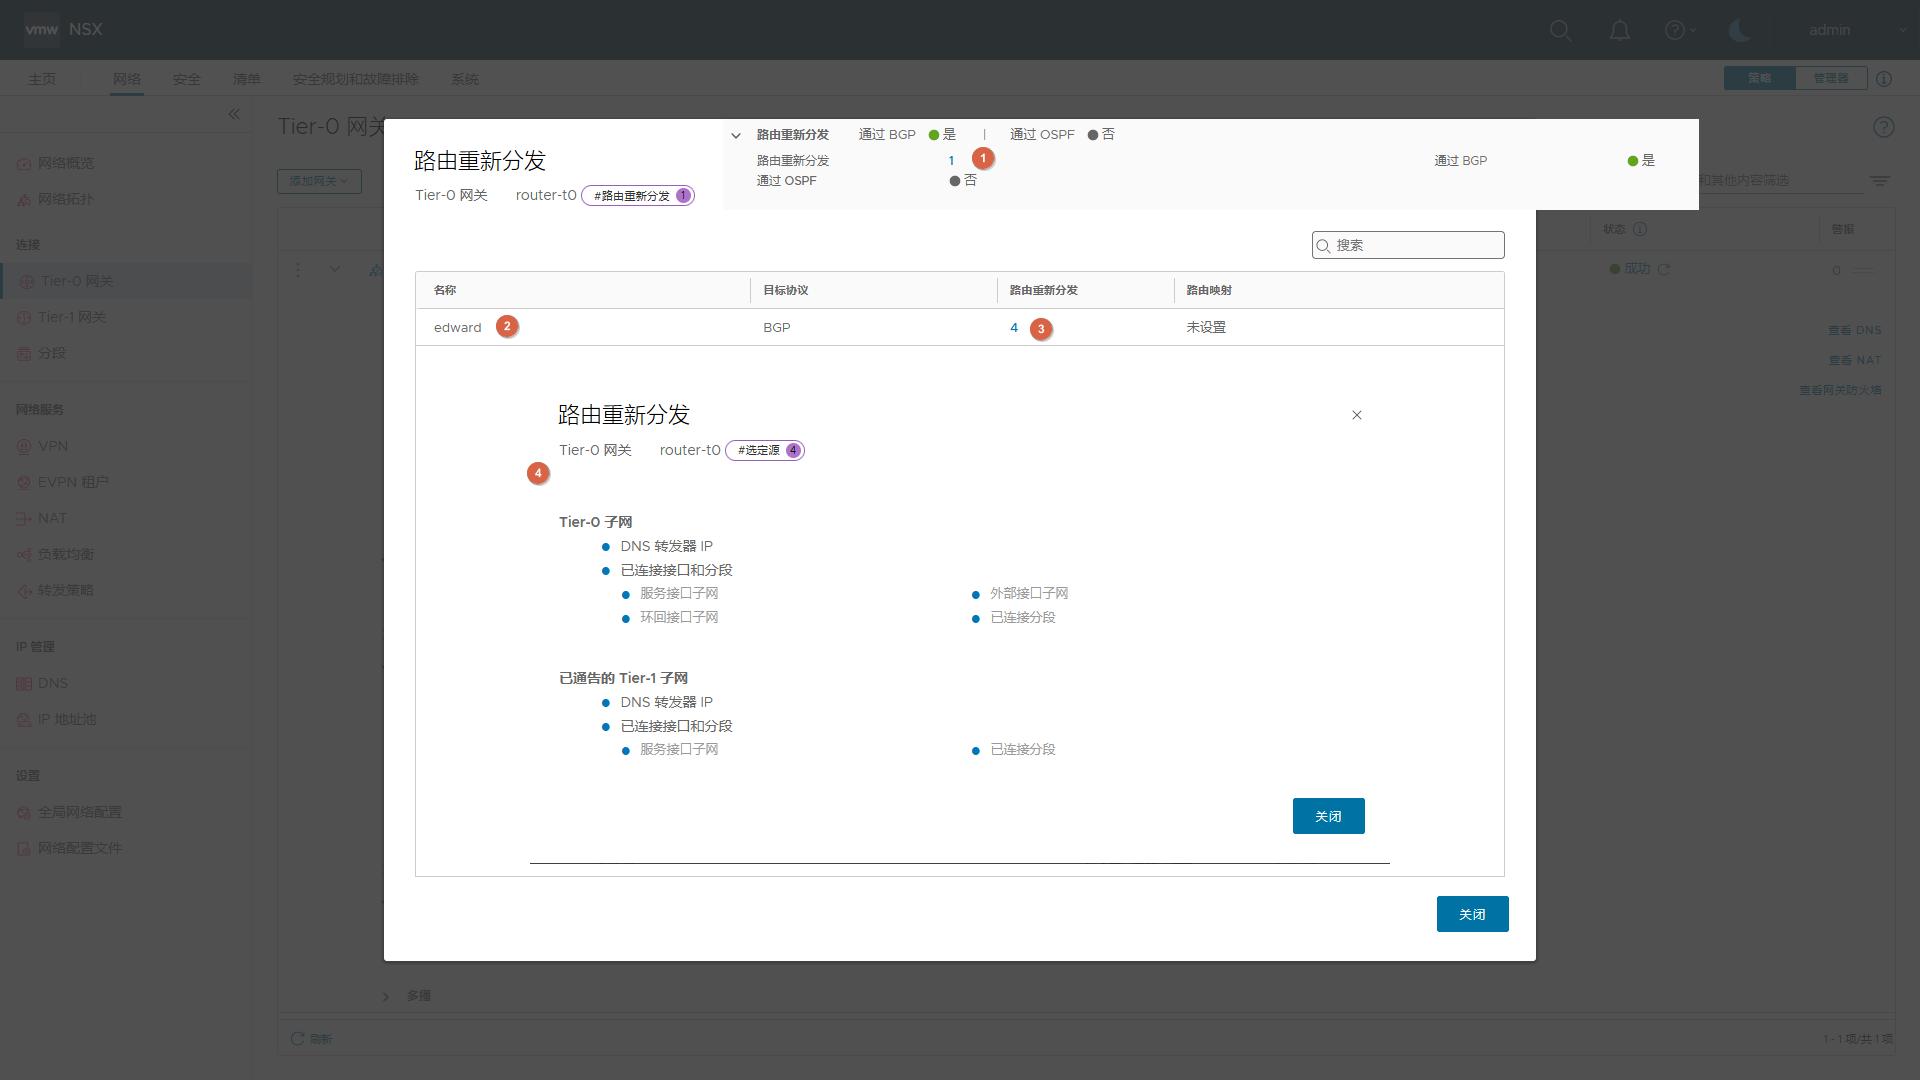 vmw NSX
admin
主页 网络 安全 清单 安全规划和故障排除 系统
策略 管理器
Tier-0 网关
网络概览
网络拓扑
连接
Tier-0 网关
Tier-1 网关
分段
网络服务
VPN
EVPN 租户
NAT
负载均衡
转发策略
IP 管理
DNS
IP 地址池
设置
全局网络配置
网络配置文件
添加网关
和其他内容筛选
状态 警报
成功 0
查看 DNS
查看 NAT
查看网关防火墙
路由重新分发
Tier-0 网关 router-t0 #路由重新分发 1
路由重新分发 通过 BGP 是 | 通过 OSPF 否
路由重新分发 1 1 通过 BGP 是
通过 OSPF 否
搜索
名称 目标协议 路由重新分发 路由映射
edward 2 BGP 4 3 未设置
路由重新分发
Tier-0 网关 router-t0 #选定源 4
4
Tier-0 子网
DNS 转发器 IP
已连接接口和分段
服务接口子网 外部接口子网
环回接口子网 已连接分段
已通告的 Tier-1 子网
DNS 转发器 IP
已连接接口和分段
服务接口子网 已连接分段
关闭
关闭
多播
刷新
1 - 1 项/共 1 项